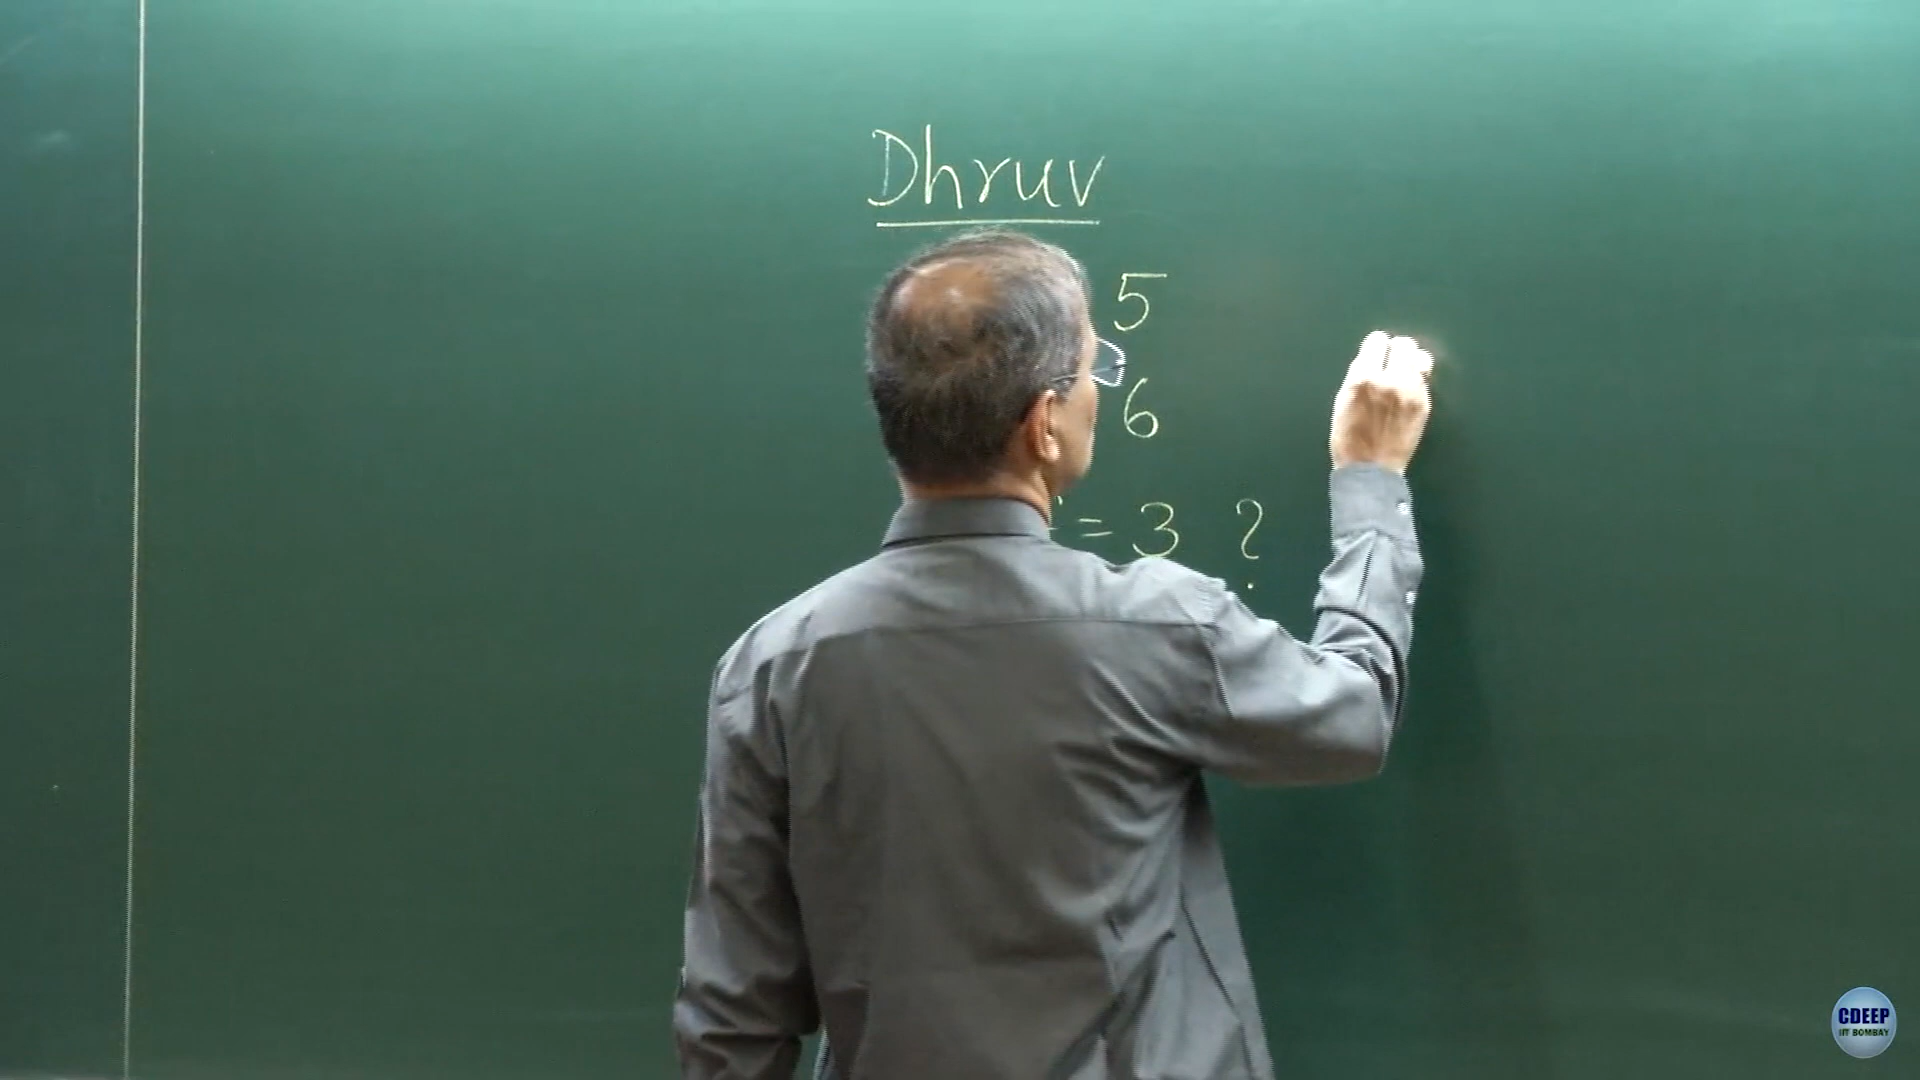 Dhruv
5
6
= 3 ?
CDEEP
IIT BOMBAY